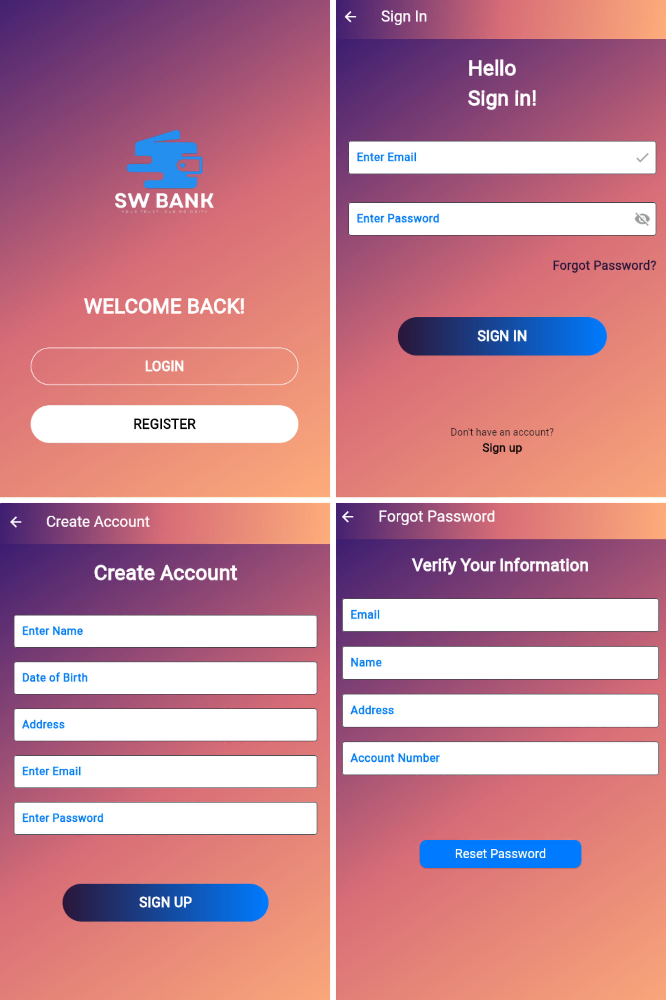 SW BANK
YOUR TRUST, OUR PRIORITY
WELCOME BACK!
LOGIN
REGISTER
Sign In
Hello
Sign in!
Enter Email
Enter Password
Forgot Password?
SIGN IN
Don't have an account?
Sign up
Create Account
Create Account
Enter Name
Date of Birth
Address
Enter Email
Enter Password
SIGN UP
Forgot Password
Verify Your Information
Email
Name
Address
Account Number
Reset Password